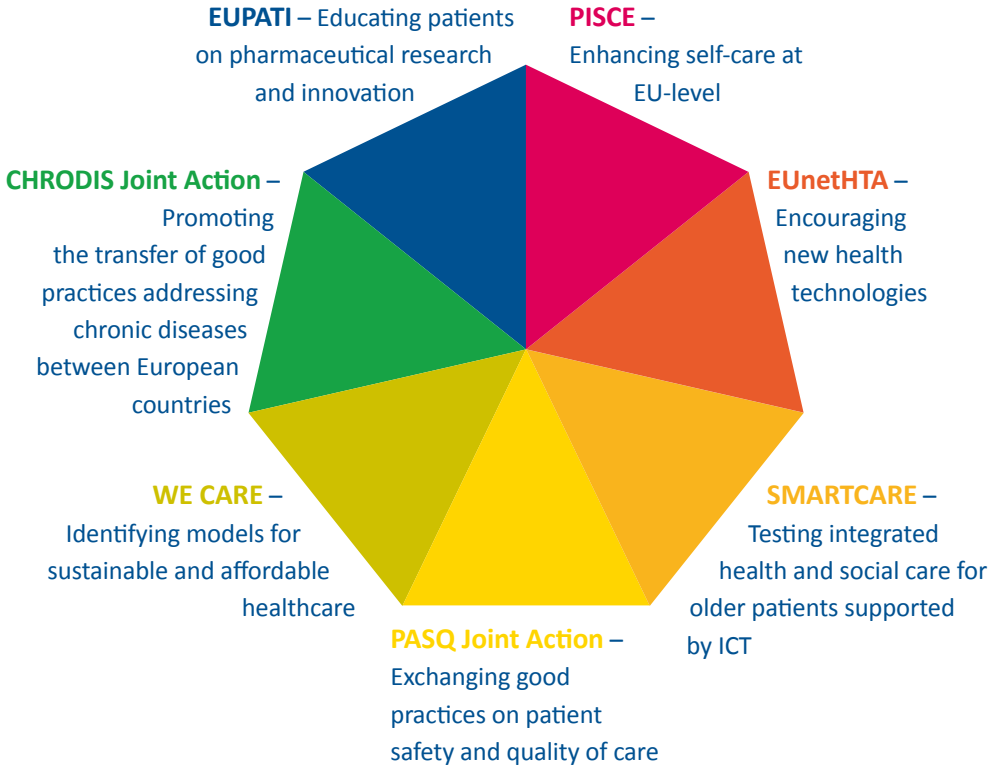 EUPATI – Educating patients
on pharmaceutical research
and innovation
PISCE –
Enhancing self-care at
EU-level
EUnetHTA –
Encouraging
new health
technologies
SMARTCARE –
Testing integrated
health and social care for
older patients supported
by ICT
PASQ Joint Action –
Exchanging good
practices on patient
safety and quality of care
WE CARE –
Identifying models for
sustainable and affordable
healthcare
CHRODIS Joint Action –
Promoting
the transfer of good
practices addressing
chronic diseases
between European
countries